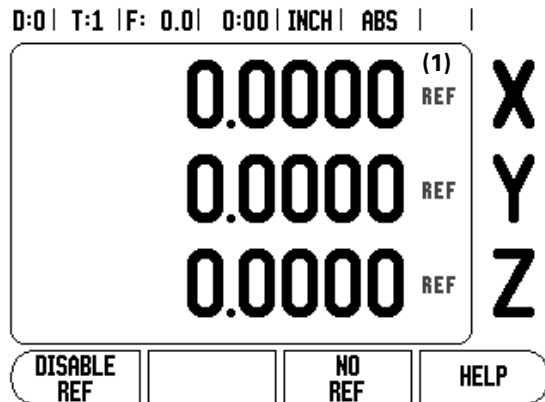 D:0 | T:1 | F: 0.0 | 0:00 | INCH | ABS | |
(1)
0.0000 REF X
0.0000 REF Y
0.0000 REF Z
DISABLE REF
NO REF
HELP